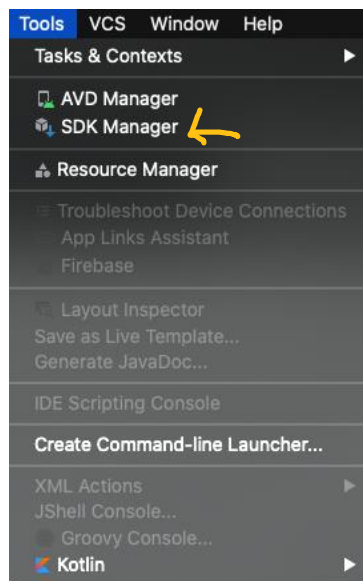 Tools VCS Window Help
Tasks & Contexts
AVD Manager
SDK Manager
Resource Manager
Troubleshoot Device Connections
App Links Assistant
Firebase
Layout Inspector
Save as Live Template...
Generate JavaDoc...
IDE Scripting Console
Create Command-line Launcher...
XML Actions
JShell Console...
Groovy Console...
Kotlin